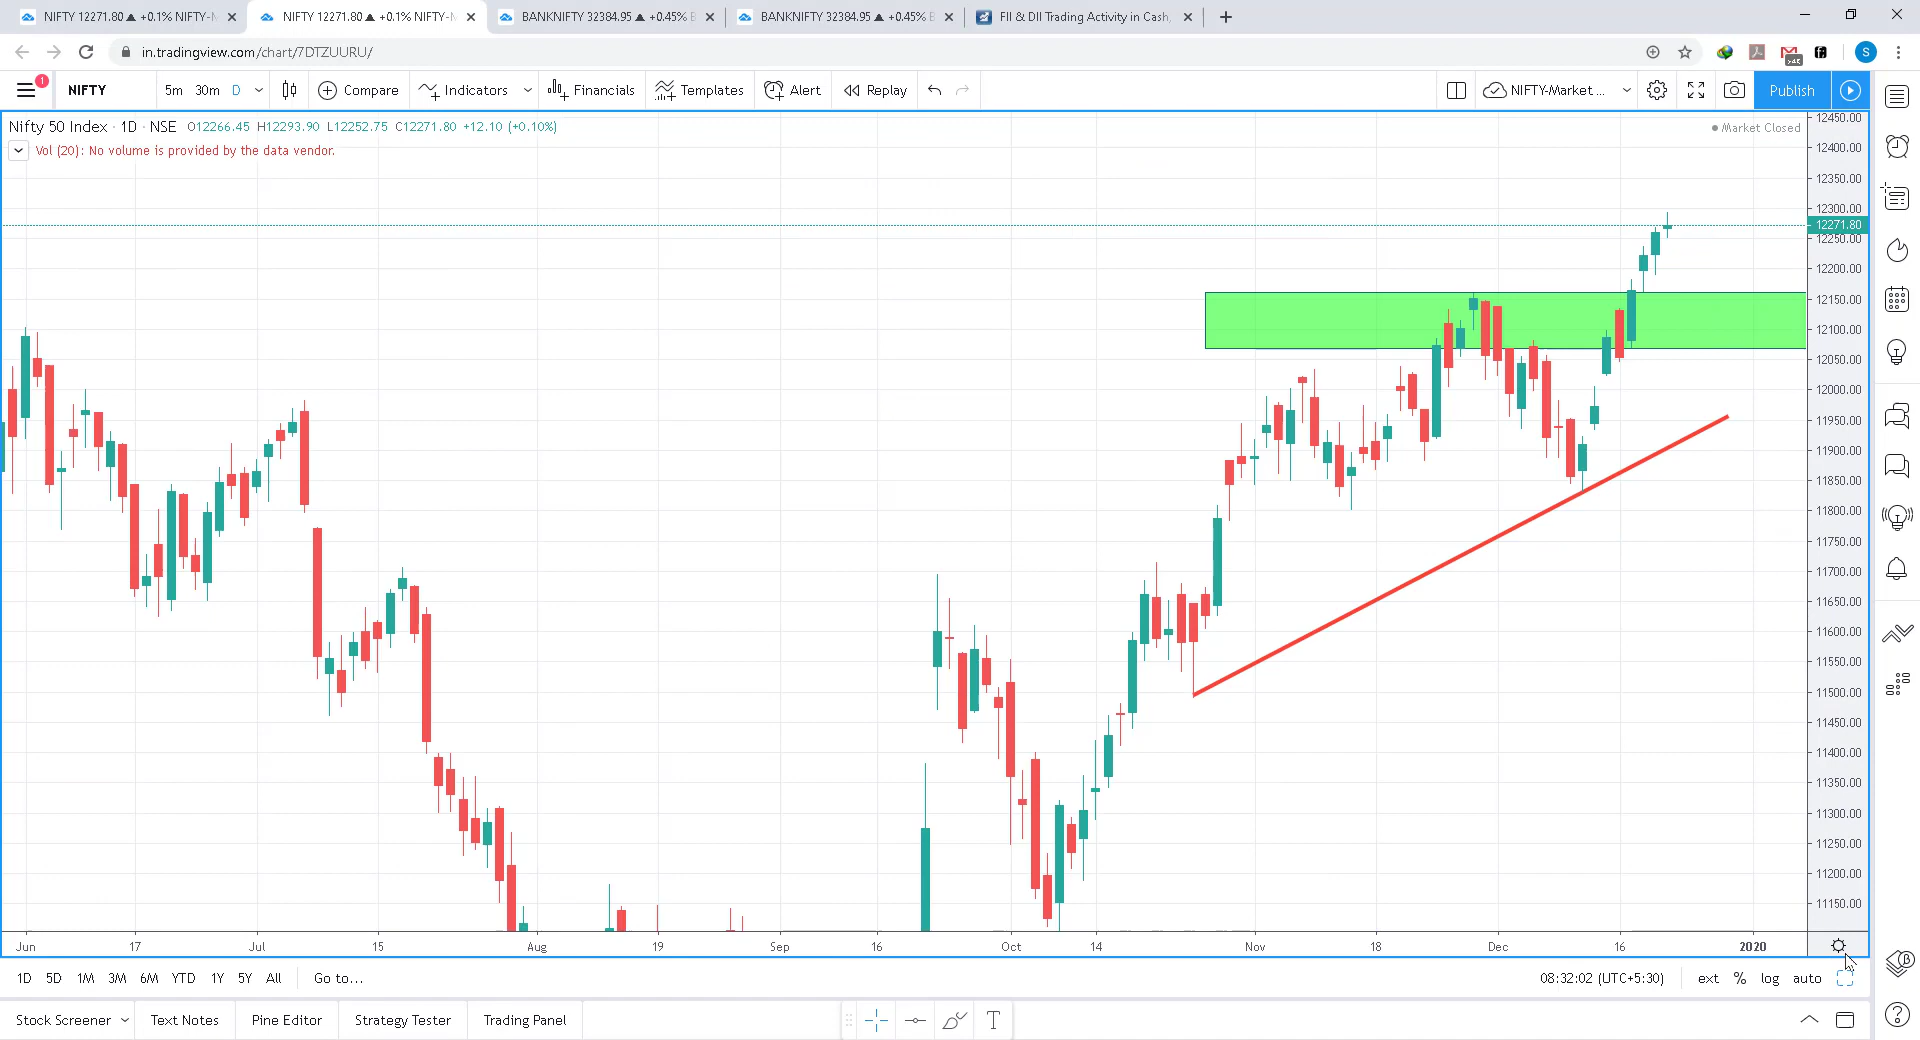 NIFTY 12271.80 ▲ +0.1% NIFTY-
NIFTY 12271.80 ▲ +0.1% NIFTY-
BANKNIFTY 32384.95 ▲ +0.45%
BANKNIFTY 32384.95 ▲ +0.45%
FII & DII Trading Activity in Cash,
in.tradingview.com/chart/7DTZUURU/
S
1
NIFTY
5m 30m D
Compare
Indicators
Financials
Templates
Alert
Replay
NIFTY-Market ...
Publish
Nifty 50 Index · 1D · NSE O12266.45 H12293.90 L12252.75 C12271.80 +12.10 (+0.10%)
Market Closed
Vol (20): No volume is provided by the data vendor.
12450.00
12400.00
12350.00
12300.00
12271.80
12250.00
12200.00
12150.00
12100.00
12050.00
12000.00
11950.00
11900.00
11850.00
11800.00
11750.00
11700.00
11650.00
11600.00
11550.00
11500.00
11450.00
11400.00
11350.00
11300.00
11250.00
11200.00
11150.00
Jun 17 Jul 15 Aug 19 Sep 16 Oct 14 Nov 18 Dec 16 2020
1D 5D 1M 3M 6M YTD 1Y 5Y All Go to...
08:32:02 (UTC+5:30) ext % log auto
Stock Screener Text Notes Pine Editor Strategy Tester Trading Panel
T